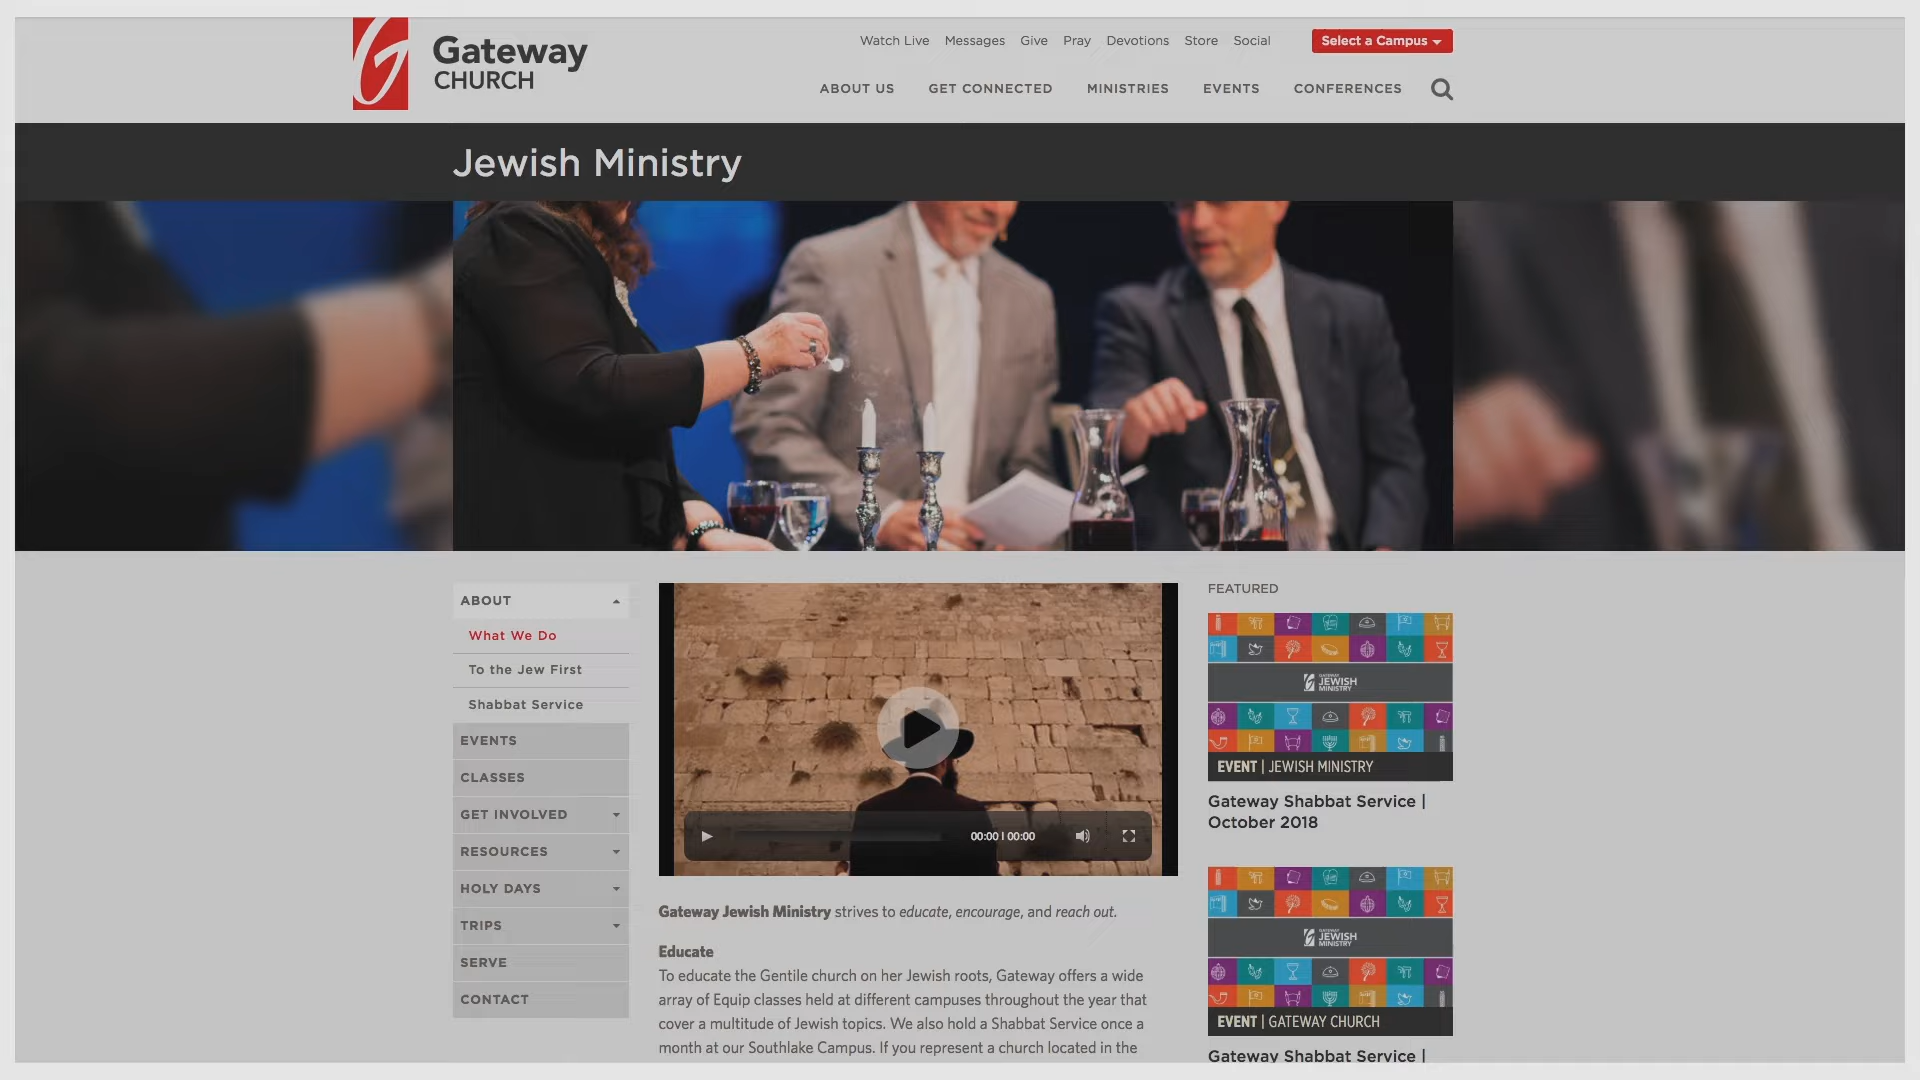 Gateway
CHURCH
Watch Live Messages Give Pray Devotions Store Social
Select a Campus
ABOUT US GET CONNECTED MINISTRIES EVENTS CONFERENCES
Jewish Ministry
ABOUT
What We Do
To the Jew First
Shabbat Service
EVENTS
CLASSES
GET INVOLVED
RESOURCES
HOLY DAYS
TRIPS
SERVE
CONTACT
00:00 | 00:00
Gateway Jewish Ministry strives to educate, encourage, and reach out.
Educate
To educate the Gentile church on her Jewish roots, Gateway offers a wide
array of Equip classes held at different campuses throughout the year that
cover a multitude of Jewish topics. We also hold a Shabbat Service once a
month at our Southlake Campus. If you represent a church located in the
FEATURED
GATEWAY
JEWISH
MINISTRY
EVENT | JEWISH MINISTRY
Gateway Shabbat Service |
October 2018
GATEWAY
JEWISH
MINISTRY
EVENT | GATEWAY CHURCH
Gateway Shabbat Service |